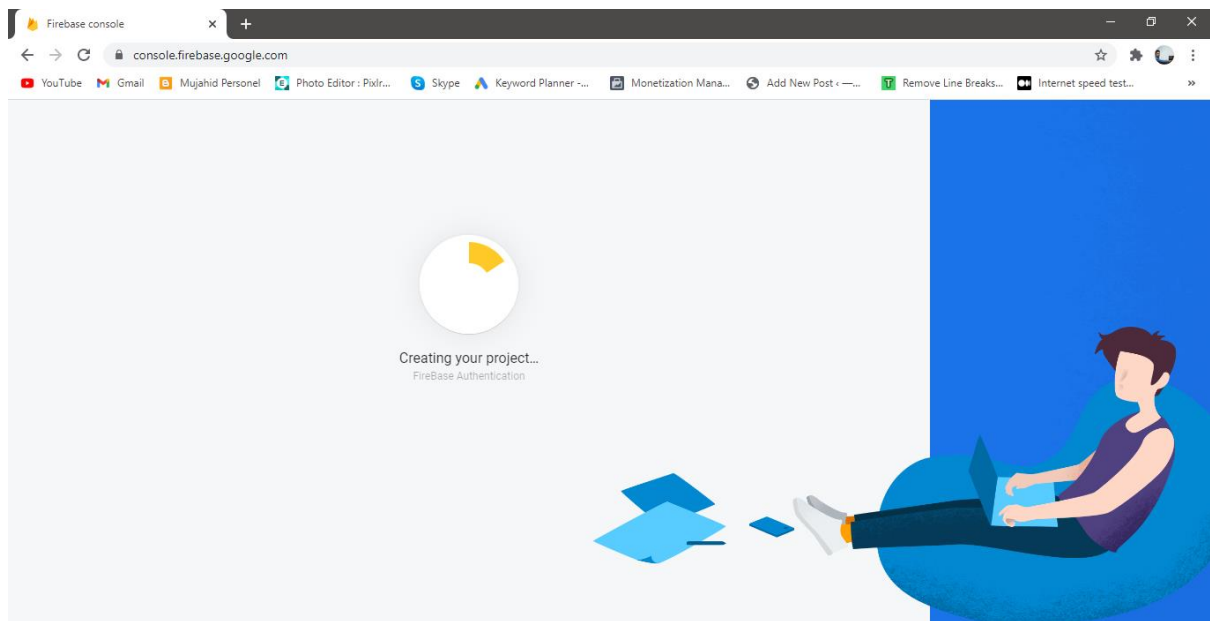 Firebase console
console.firebase.google.com
YouTube Gmail Mujahid Personel Photo Editor : Pixlr... Skype Keyword Planner -... Monetization Mana... Add New Post ‹ —... Remove Line Breaks... Internet speed test... »
Creating your project...
FireBase Authentication